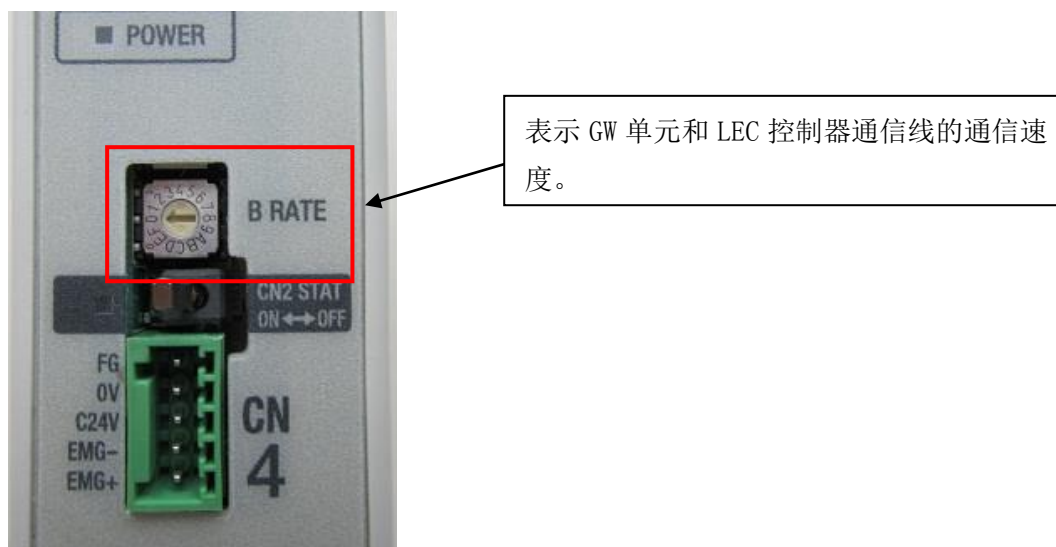 POWER
表示 GW 单元和 LEC 控制器通信线的通信速
度。
0123456789ABCDEF
B RATE
CN2 STAT
ON ↔ OFF
FG
0V
C24V
EMG-
EMG+
CN
4